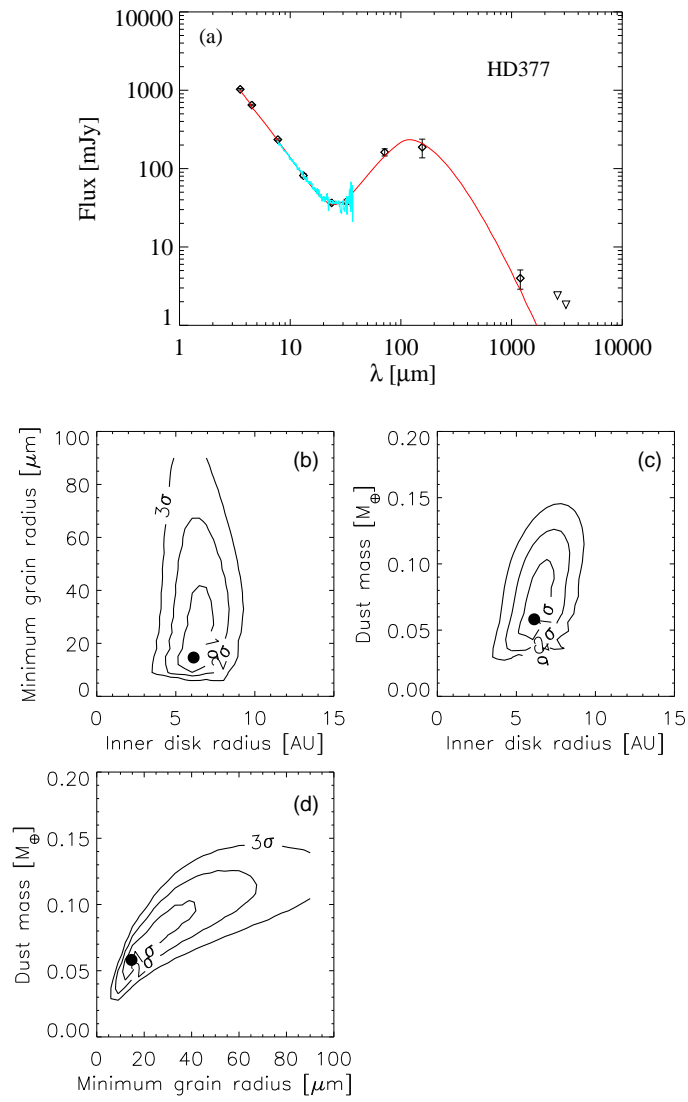 (a)
HD377
Flux [mJy]
10000
1000
100
10
1
1 10 100 1000 10000
λ [μm]
(b)
Minimum grain radius [μm]
100
80
60
40
20
0
3σ
1σ
2σ
0 5 10 15
Inner disk radius [AU]
(c)
Dust mass [M⊕]
0.20
0.15
0.10
0.05
0.00
1σ
0 5 10 15
Inner disk radius [AU]
(d)
Dust mass [M⊕]
0.20
0.15
0.10
0.05
0.00
3σ
0 20 40 60 80 100
Minimum grain radius [μm]